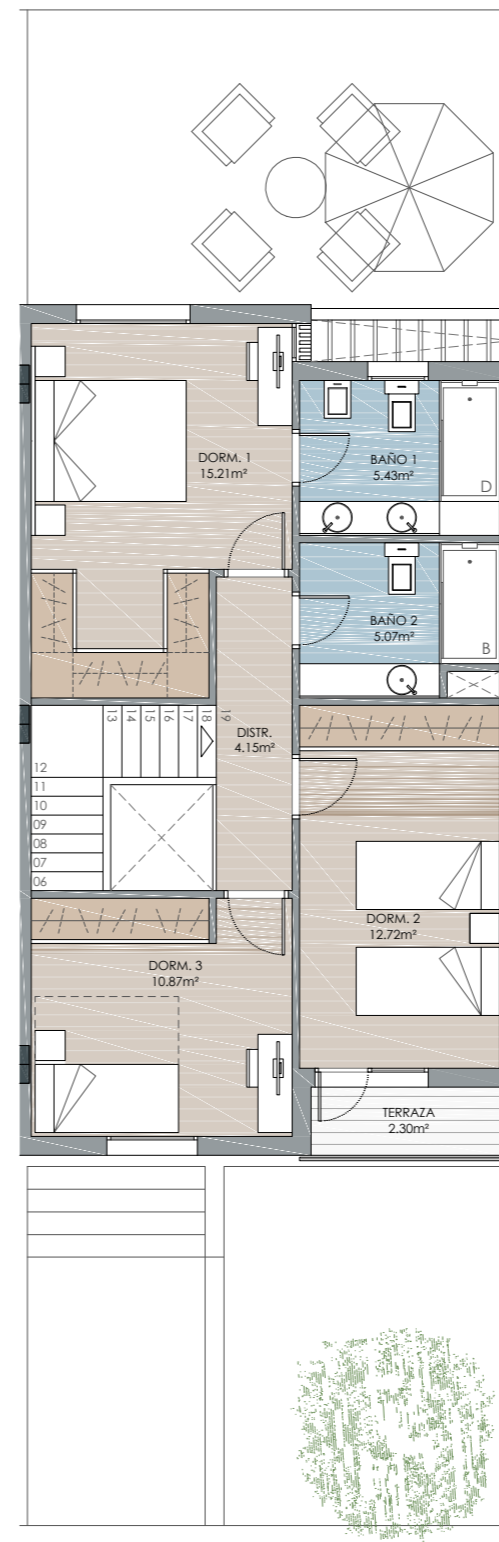 DORM. 1
15.21m²
BAÑO 1
5.43m²
D
BAÑO 2
5.07m²
B
13
14
15
16
17
18
19
DISTR.
4.15m²
12
11
10
09
08
07
06
DORM. 2
12.72m²
DORM. 3
10.87m²
TERRAZA
2.30m²